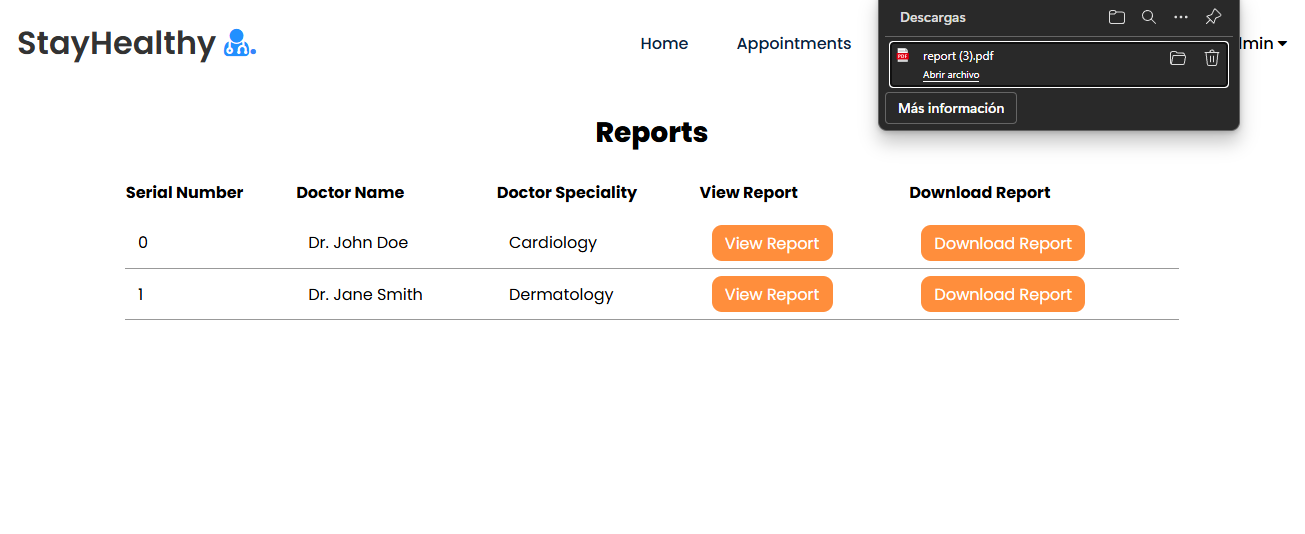 StayHealthy
Home Appointments
Descargas
report (3).pdf
Abrir archivo
Más información
Reports
Serial Number Doctor Name Doctor Speciality View Report Download Report
0 Dr. John Doe Cardiology View Report Download Report
1 Dr. Jane Smith Dermatology View Report Download Report